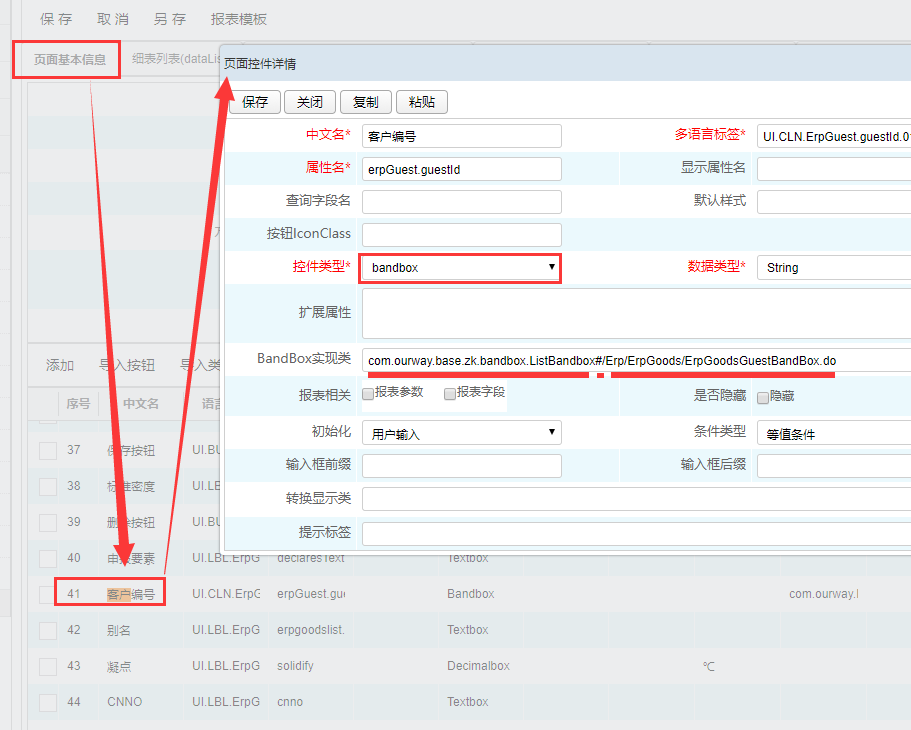 保 存 取 消 另 存 报表模板
页面基本信息 细表列表(dataLis
页面控件详情
保存 关闭 复制 粘贴
中文名* 客户编号 多语言标签* UI.CLN.ErpGuest.guestId.0
属性名* erpGuest.guestId 显示属性名
查询字段名 默认样式
按钮IconClass
控件类型* bandbox 数据类型* String
扩展属性
BandBox实现类 com.ourway.base.zk.bandbox.ListBandbox#/Erp/ErpGoods/ErpGoodsGuestBandBox.do
报表相关 报表参数 报表字段 是否隐藏 隐藏
初始化 用户输入 条件类型 等值条件
输入框前缀 输入框后缀
转换显示类
提示标签
添加 导入按钮 导入类
序号 中文名 语言
37 保存按钮 UI.BU
38 标准密度 UI.LB
39 删除按钮 UI.BU
40 申报要素 UI.LBL.ErpG declaresText Textbox
41 客户编号 UI.CLN.ErpG erpGuest.gue Bandbox com.ourway.l
42 别名 UI.LBL.ErpG erpgoodslist. Textbox
43 凝点 UI.LBL.ErpG solidify Decimalbox ℃
44 CNNO UI.LBL.ErpG cnno Textbox